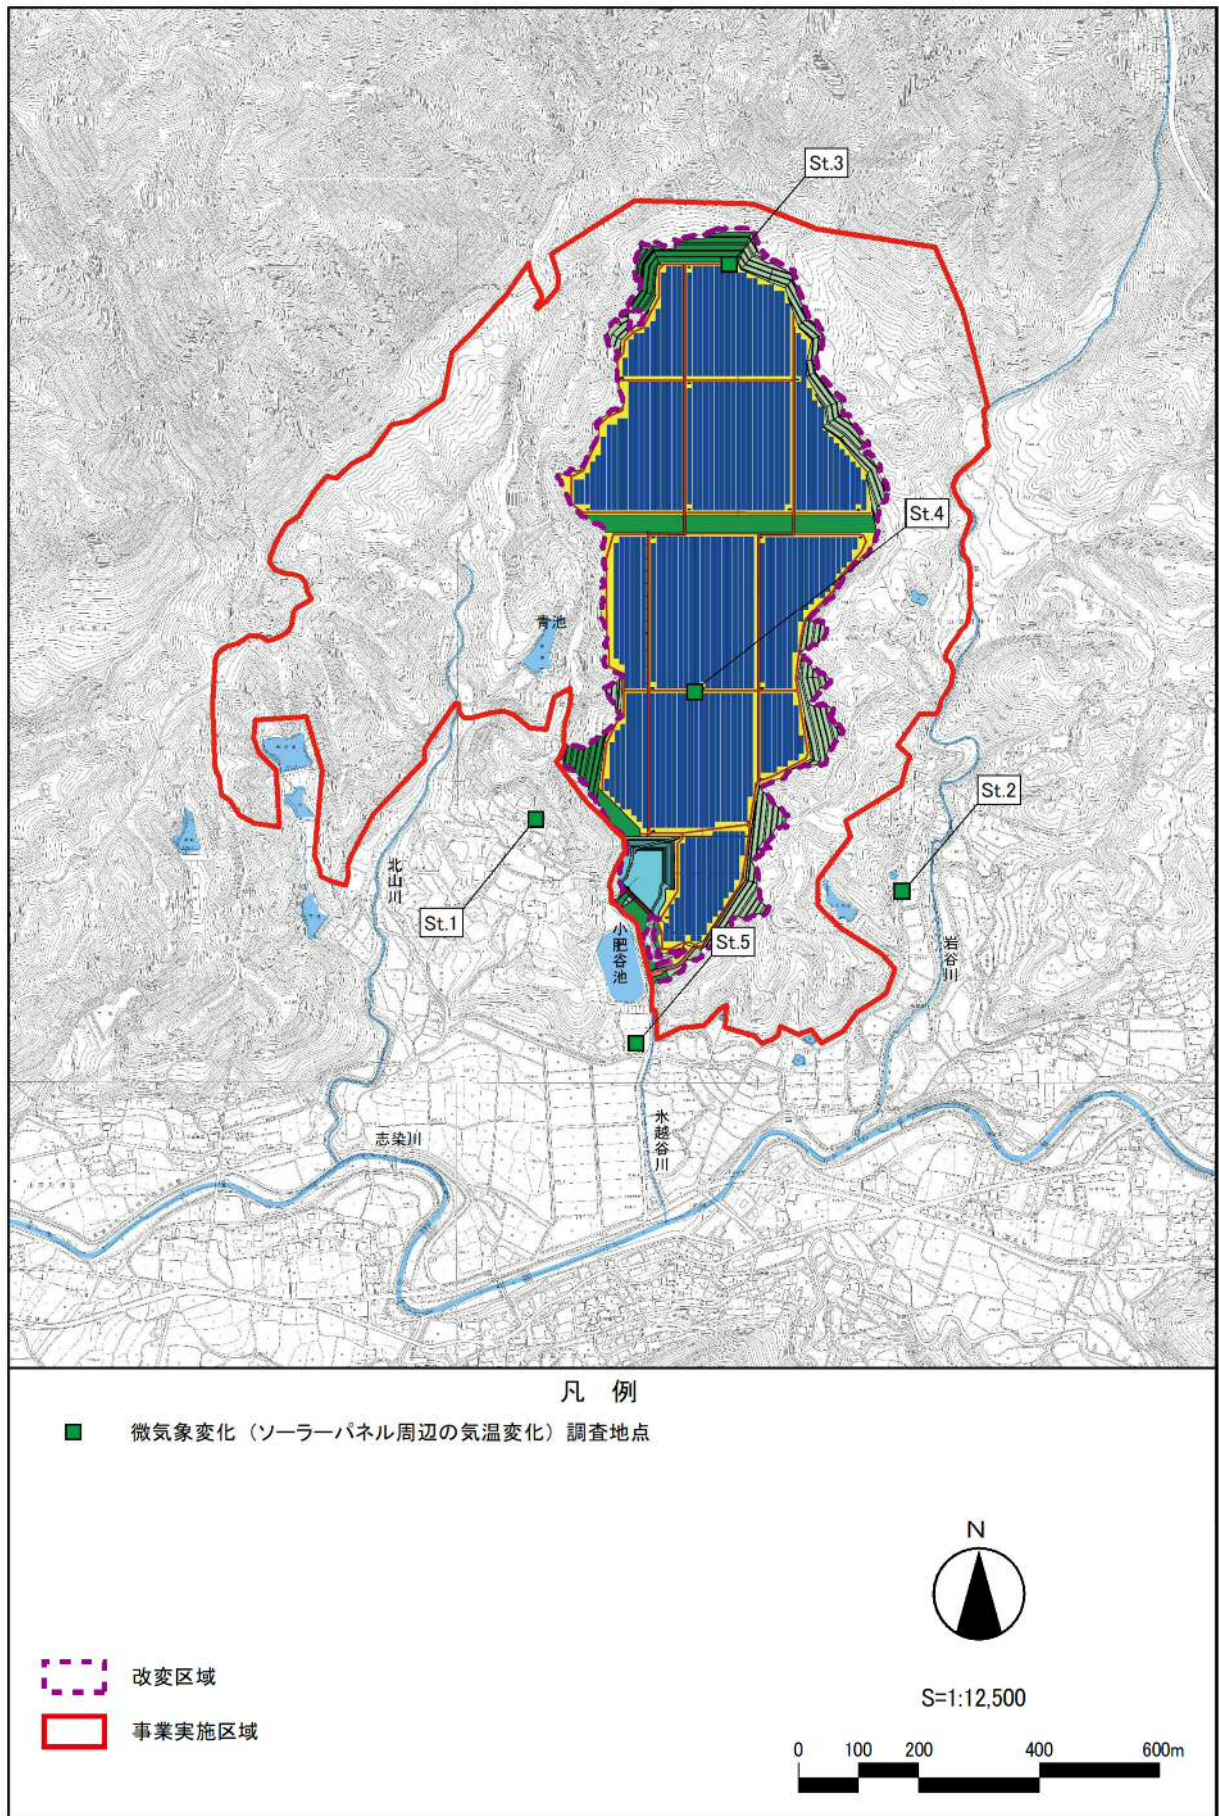 St.3
St.4
青池
St.2
北山川
St.1
小肥谷池
St.5
岩谷川
氷越谷川
志染川
凡 例
微気象変化（ソーラーパネル周辺の気温変化）調査地点
N
改変区域
S=1:12,500
事業実施区域
0 100 200 400 600m